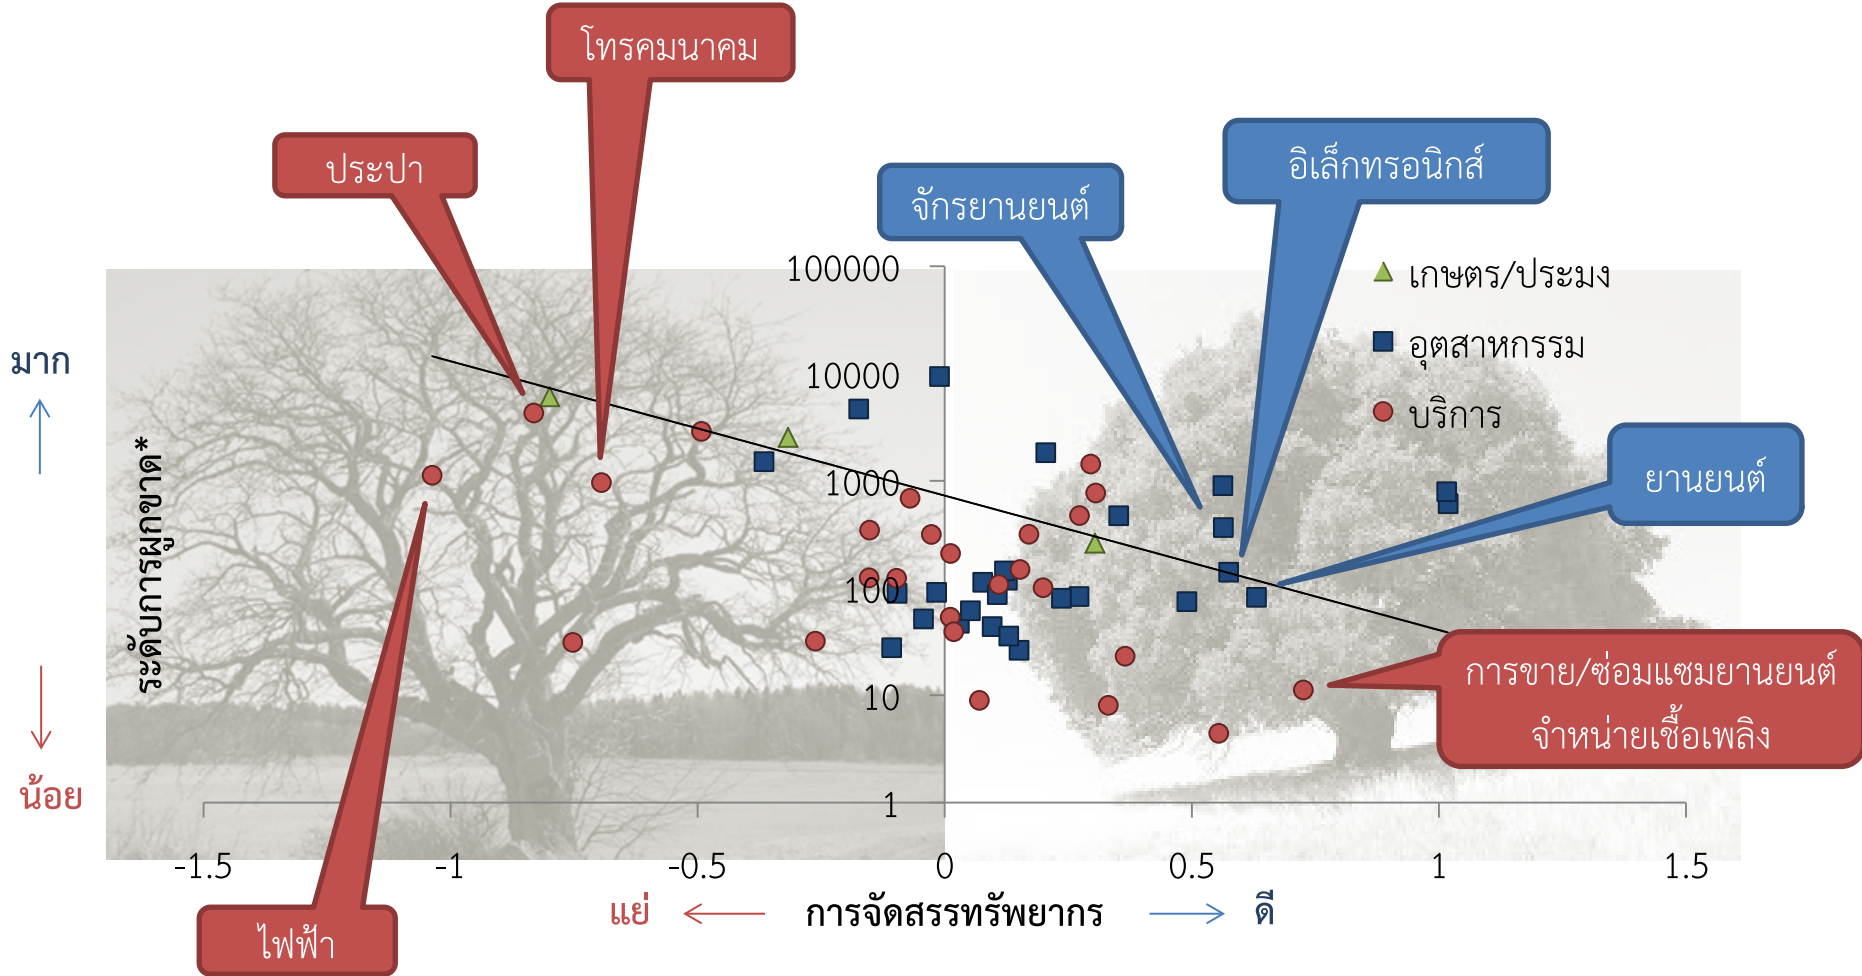 โทรคมนาคม
ประปา
อิเล็กทรอนิกส์
จักรยานยนต์
100000
เกษตร/ประมง
อุตสาหกรรม
มาก
10000
บริการ
ระดับการผูกขาด*
1000
ยานยนต์
100
การขาย/ซ่อมแซมยานยนต์
จำหน่ายเชื้อเพลิง
10
น้อย
1
-1.5
-1
-0.5
0
0.5
1
1.5
แย่
การจัดสรรทรัพยากร
ดี
ไฟฟ้า